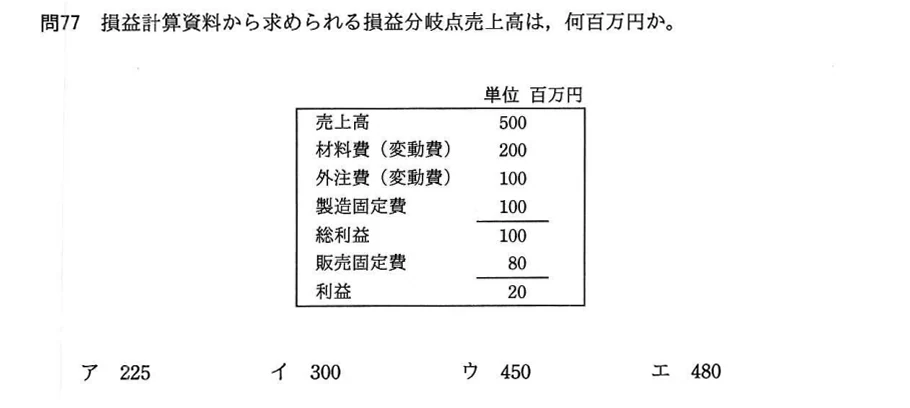 問77 損益計算資料から求められる損益分岐点売上高は，何百万円か。
単位 百万円
売上高 500
材料費（変動費） 200
外注費（変動費） 100
製造固定費 100
総利益 100
販売固定費 80
利益 20
ア 225 イ 300 ウ 450 エ 480